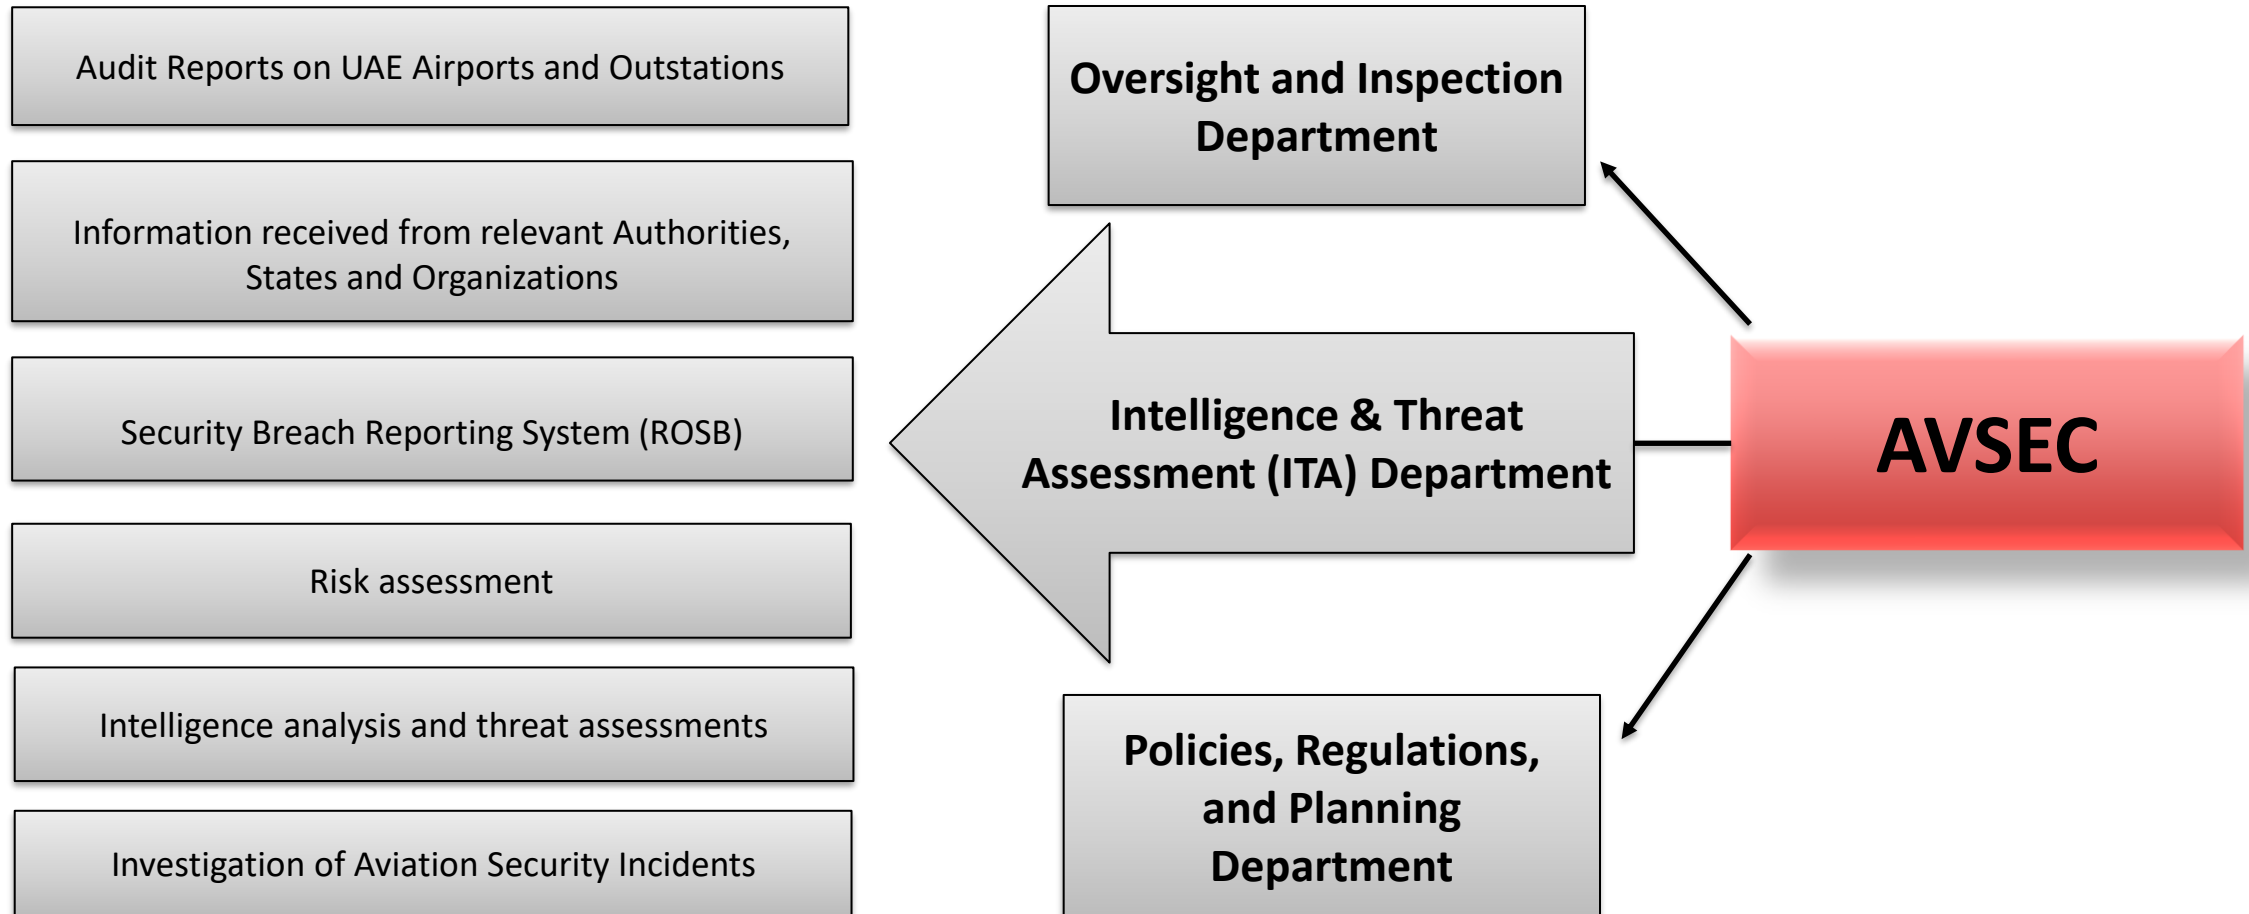 Audit Reports on UAE Airports and Outstations
Information received from relevant Authorities,
States and Organizations
Security Breach Reporting System (ROSB)
Risk assessment
Intelligence analysis and threat assessments
Investigation of Aviation Security Incidents
Oversight and Inspection
Department
Intelligence & Threat
Assessment (ITA) Department
Policies, Regulations,
and Planning
Department
AVSEC